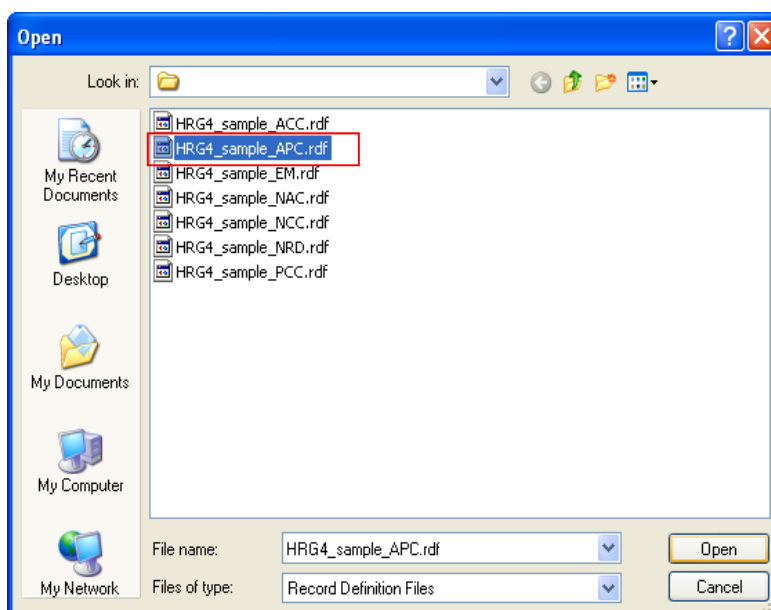 Open
Look in:
HRG4_sample_ACC.rdf
HRG4_sample_APC.rdf
HRG4_sample_EM.rdf
HRG4_sample_NAC.rdf
HRG4_sample_NCC.rdf
HRG4_sample_NRD.rdf
HRG4_sample_PCC.rdf
My Recent
Documents
Desktop
My Documents
My Computer
My Network
File name: HRG4_sample_APC.rdf Open
Files of type: Record Definition Files Cancel